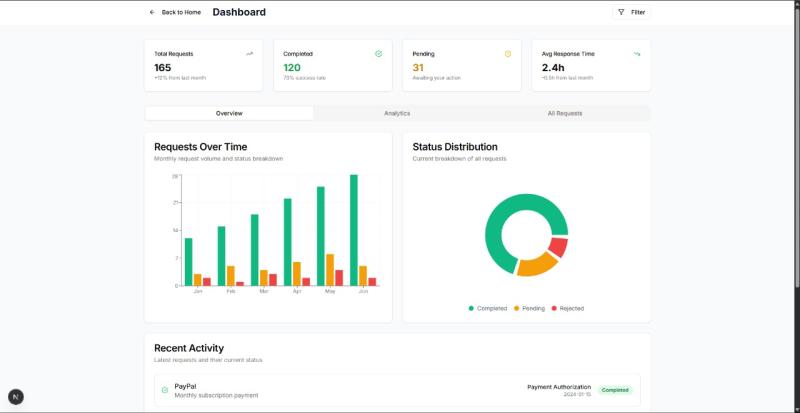 Back to Home
Dashboard
Filter
Total Requests
165
+12% from last month
Completed
120
73% success rate
Pending
31
Awaiting your action
Avg Response Time
2.4h
-0.5h from last month
Overview
Analytics
All Requests
Requests Over Time
Monthly request volume and status breakdown
28
21
14
7
0
Jan
Feb
Mar
Apr
May
Jun
Status Distribution
Current breakdown of all requests
Completed
Pending
Rejected
Recent Activity
Latest requests and their current status
PayPal
Monthly subscription payment
Payment Authorization
2024-01-15
Completed
N